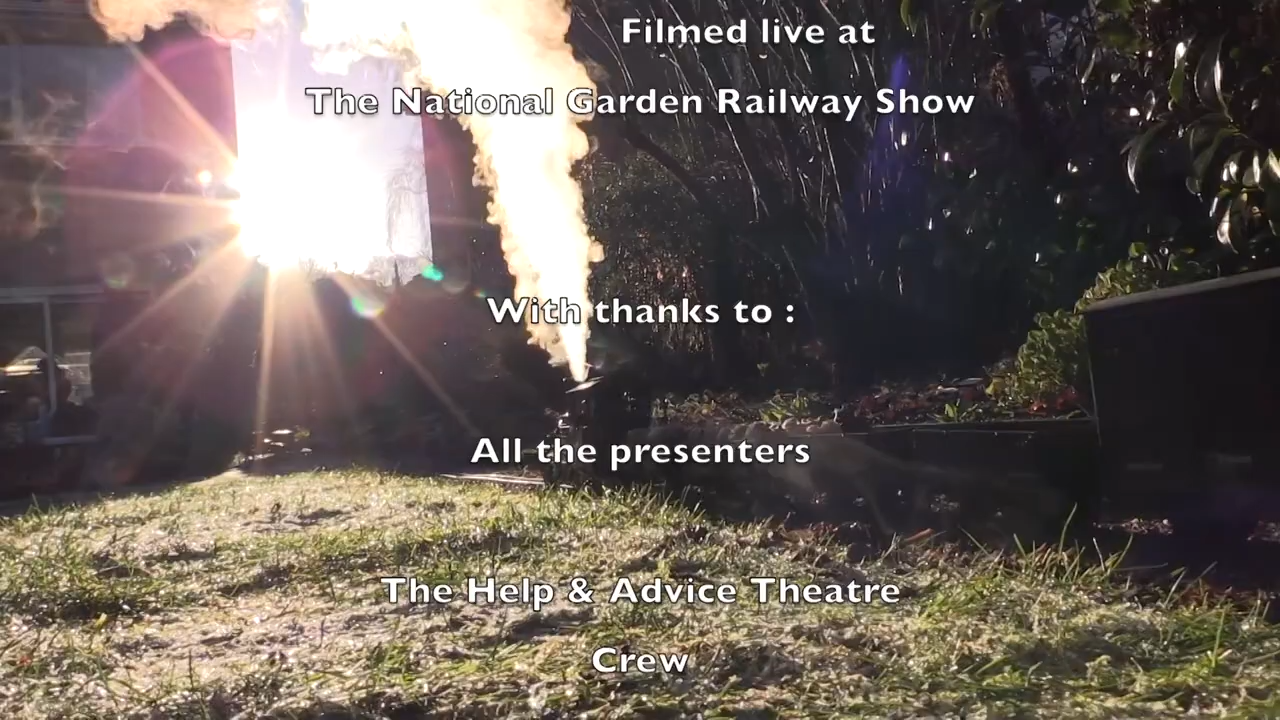 Filmed live at
The National Garden Railway Show
With thanks to :
All the presenters
The Help & Advice Theatre
Crew